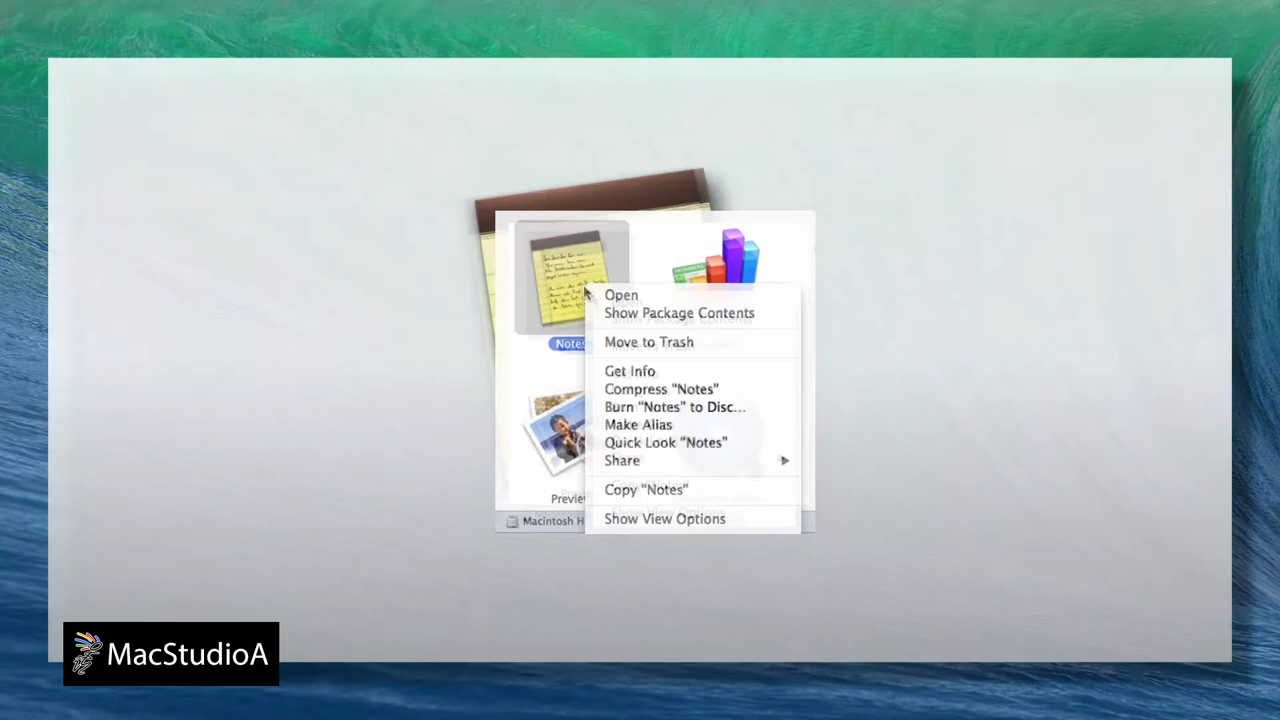 Open
Show Package Contents
Move to Trash
Notes
Get Info
Compress “Notes”
Burn “Notes” to Disc...
Make Alias
Quick Look “Notes”
Share
Copy “Notes”
Preview
Show View Options
Macintosh H
MacStudioA